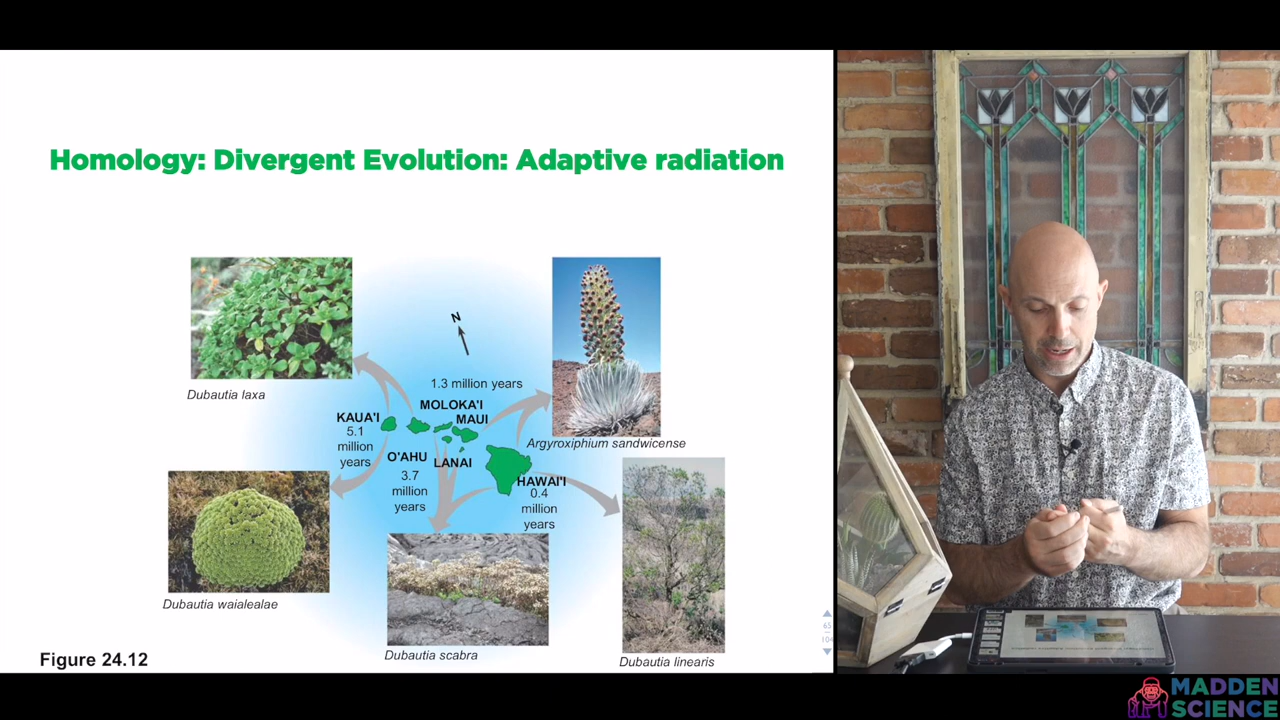 Homology: Divergent Evolution: Adaptive radiation
N
1.3 million years
Dubautia laxa
MOLOKA'I
KAUA'I
MAUI
5.1
million
years
Argyroxiphium sandwicense
O'AHU
LANAI
3.7
million
years
HAWAI'I
0.4
million
years
Dubautia waialealae
Dubautia scabra
Dubautia linearis
Figure 24.12
65
104
MADDEN
SCIENCE